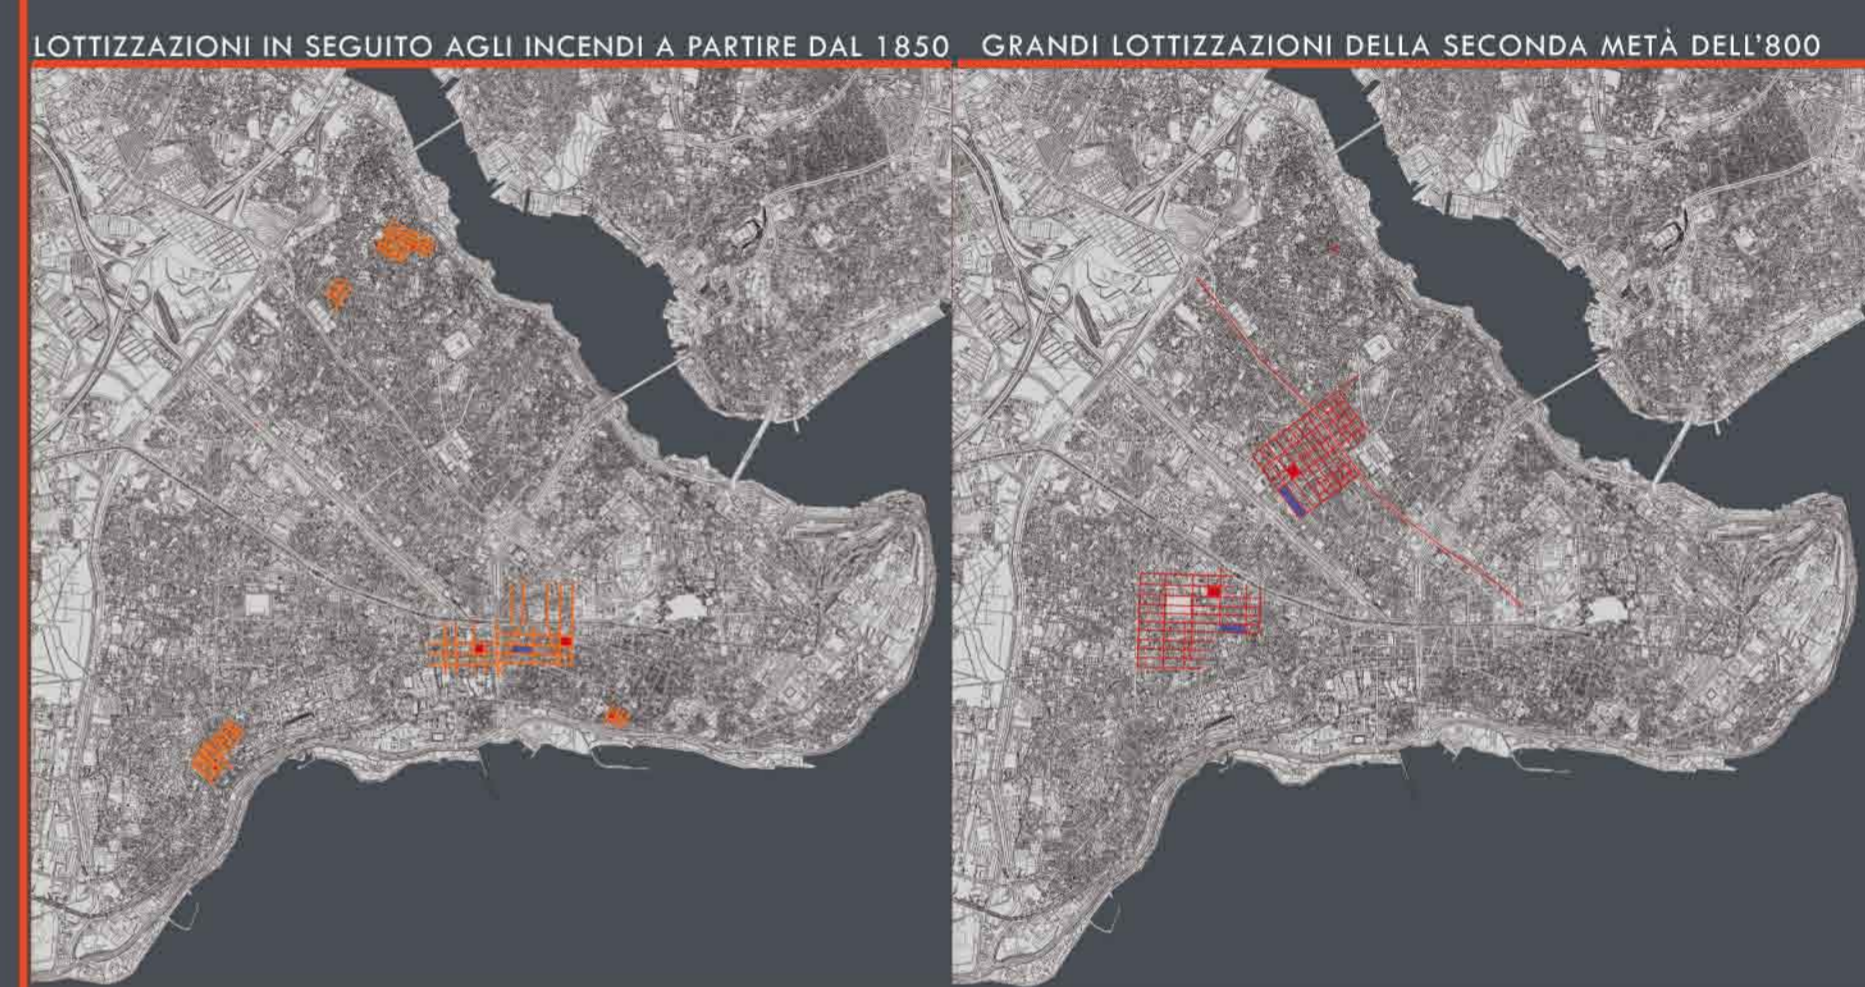 LOTTIZZAZIONI IN SEGUITO AGLI INCENDI A PARTIRE DAL 1850
GRANDI LOTTIZZAZIONI DELLA SECONDA METÀ DELL'800